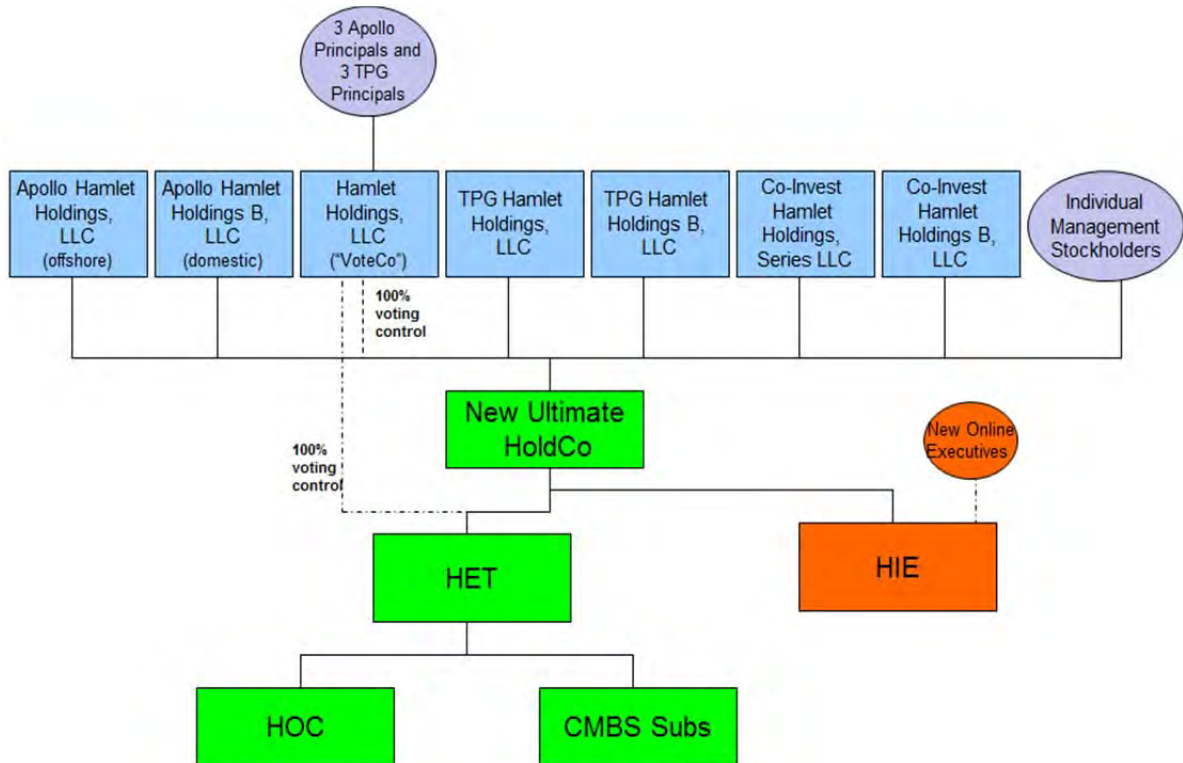 3 Apollo
Principals and
3 TPG
Principals
Apollo Hamlet
Holdings,
LLC
(offshore)
Apollo Hamlet
Holdings B,
LLC
(domestic)
Hamlet
Holdings,
LLC
("VoteCo")
TPG Hamlet
Holdings,
LLC
TPG Hamlet
Holdings B,
LLC
Co-Invest
Hamlet
Holdings,
Series LLC
Co-Invest
Hamlet
Holdings B,
LLC
Individual
Management
Stockholders
100%
voting
control
New Ultimate
HoldCo
New Online
Executives
100%
voting
control
HET
HIE
HOC
CMBS Subs